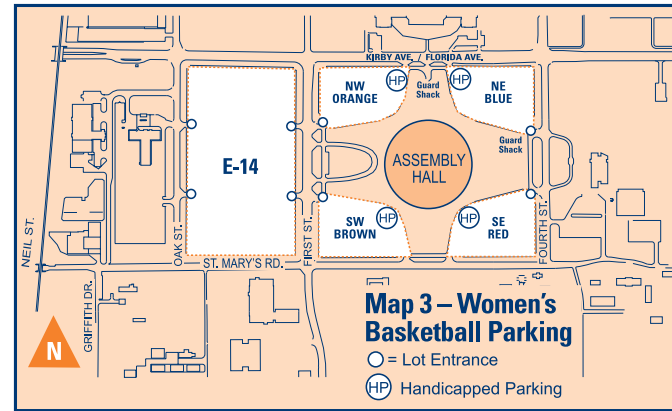 KIRBY AVE. / FLORIDA AVE.
NW
ORANGE
HP
Guard
Shack
HP
NE
BLUE
Guard
Shack
E-14
ASSEMBLY
HALL
SW
BROWN
HP
HP
SE
RED
NEIL ST.
OAK ST.
FIRST ST.
FOURTH ST.
ST. MARY'S RD.
GRIFFITH DR.
N
Map 3 – Women's
Basketball Parking
= Lot Entrance
HP Handicapped Parking